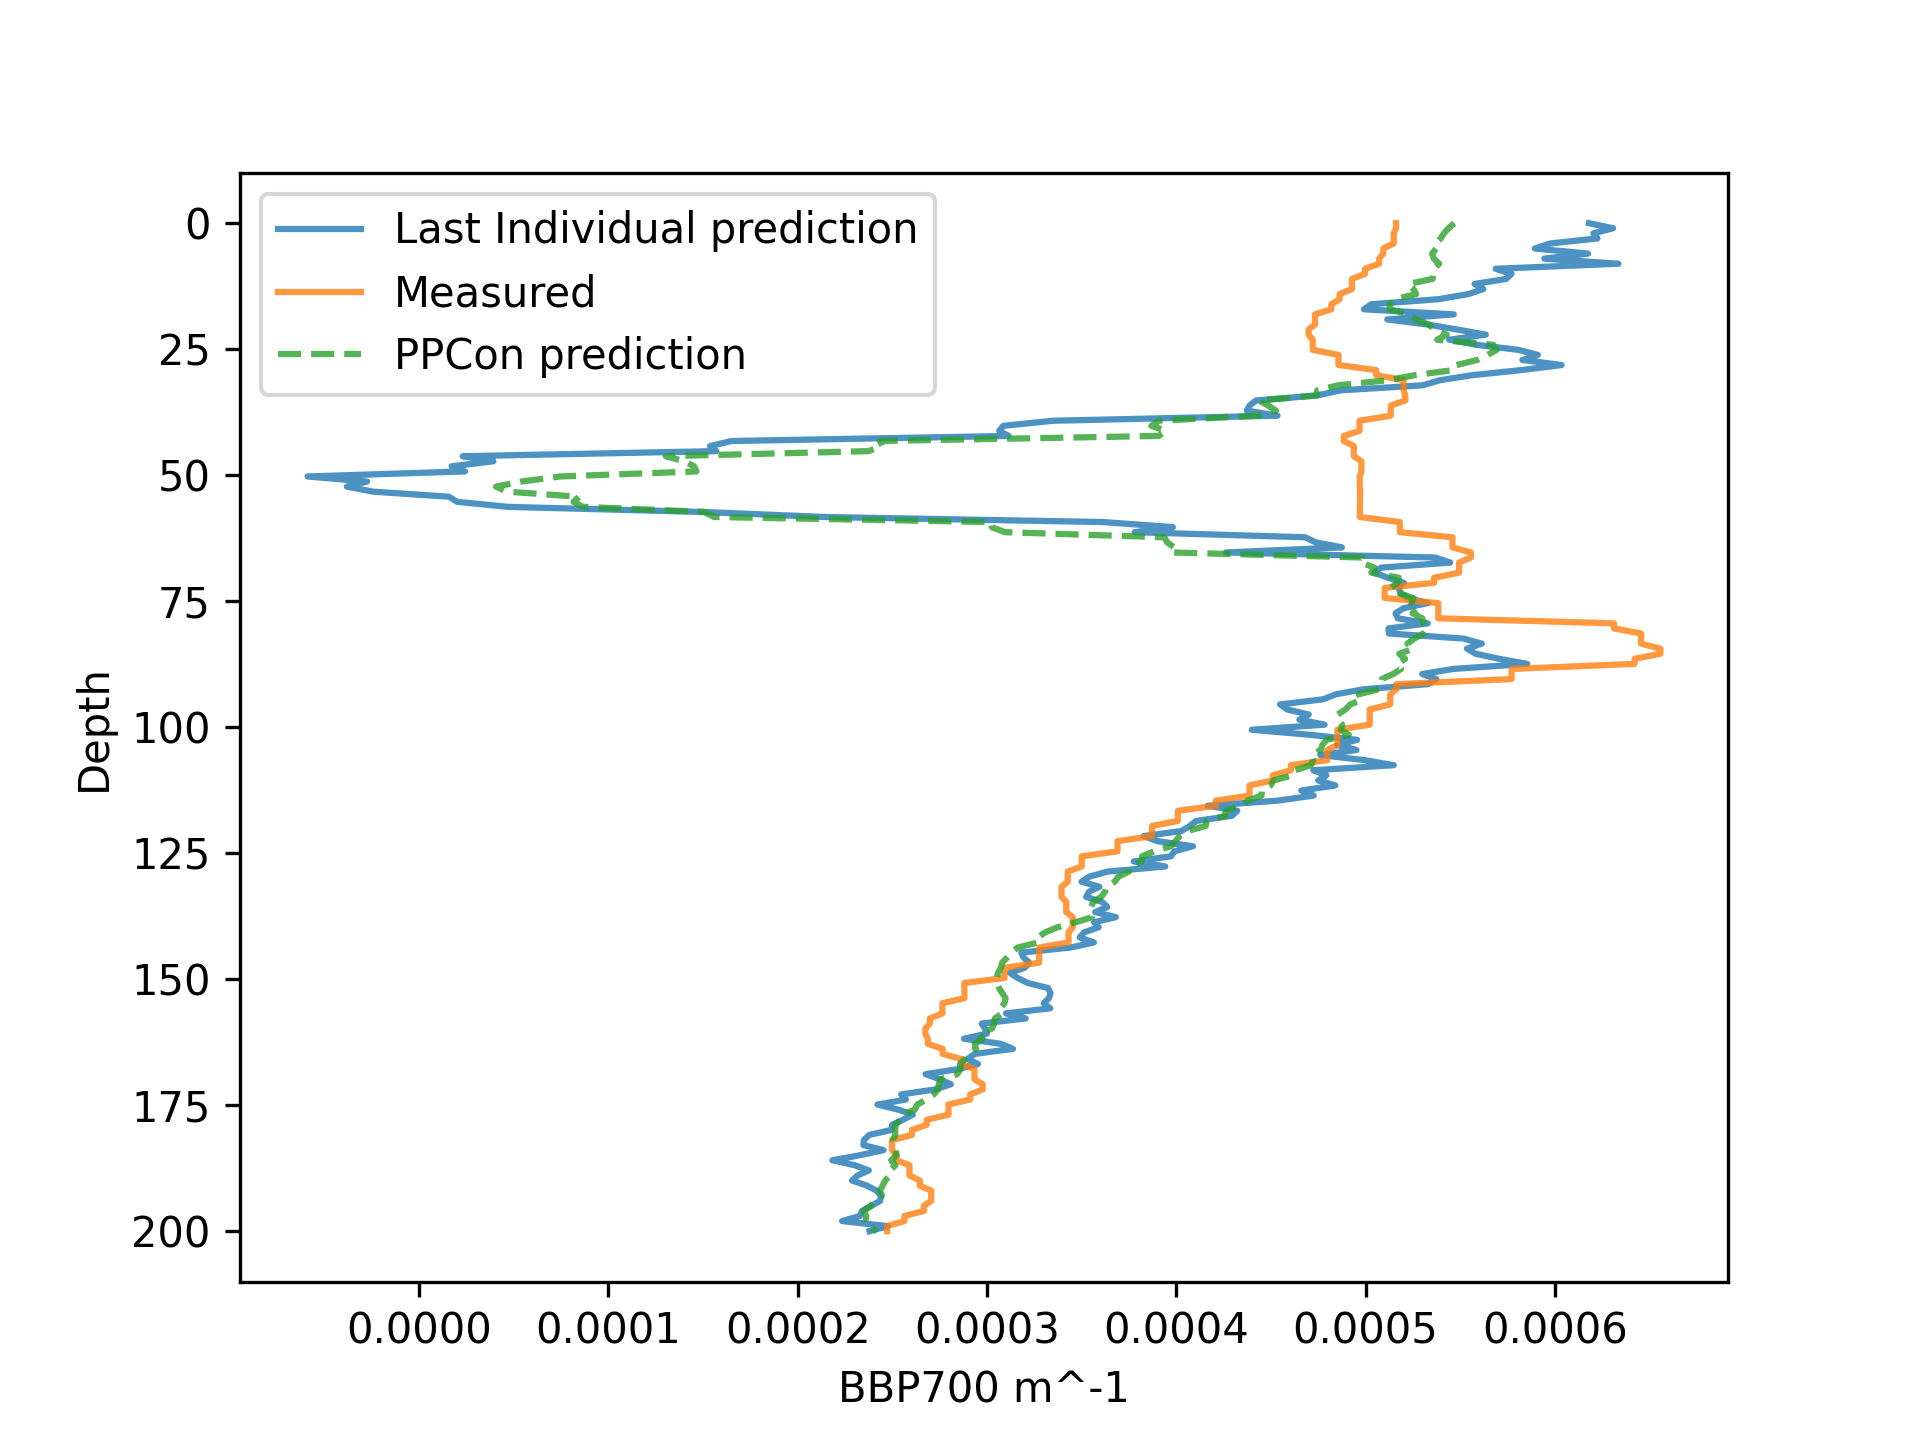 Last Individual prediction
Measured
PPCon prediction
0
25
50
75
100
125
150
175
200
Depth
0.0000 0.0001 0.0002 0.0003 0.0004 0.0005 0.0006
BBP700 m^-1